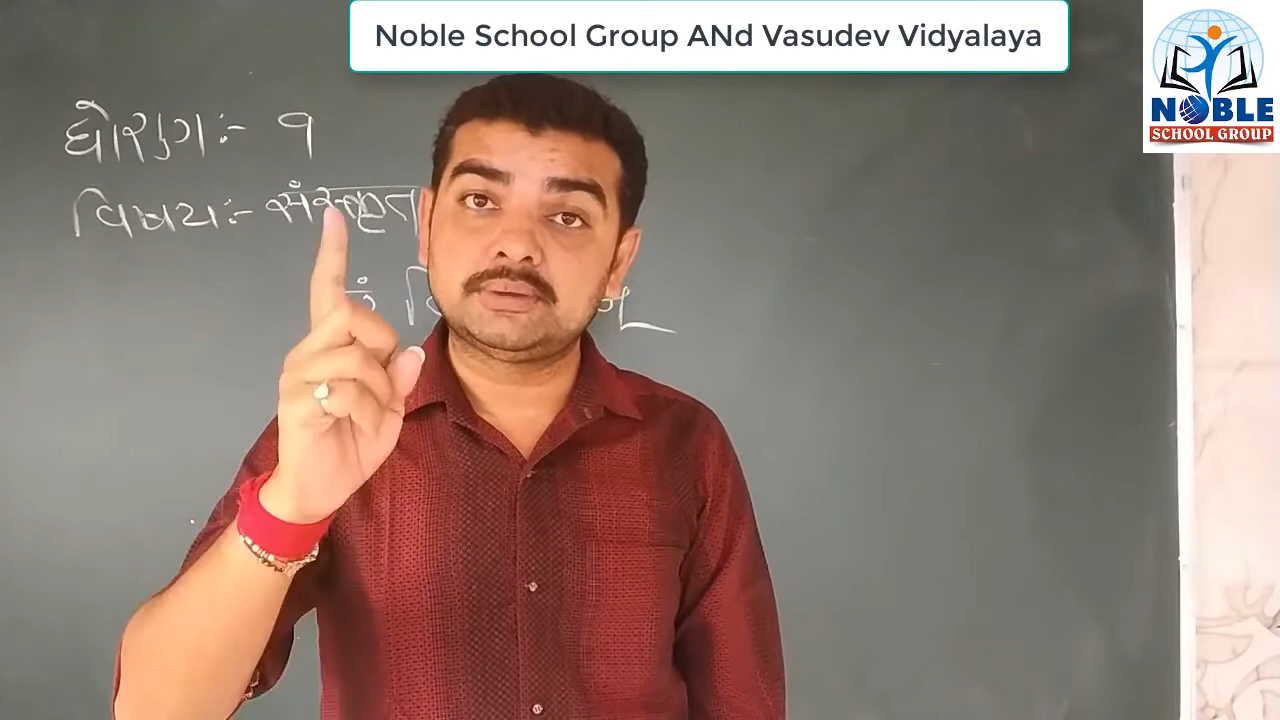 Noble School Group ANd Vasudev Vidyalaya
NOBLE
SCHOOL GROUP
ધોરણ :- ૧
વિષય :- સંસ્કૃત